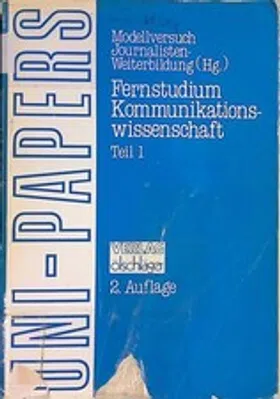 UNI-PAPERS
Modellversuch
Journalisten-
Weiterbildung (Hg.)
Fernstudium
Kommunikations-
wissenschaft
Teil 1
VERLAG
ölschläger
2. Auflage